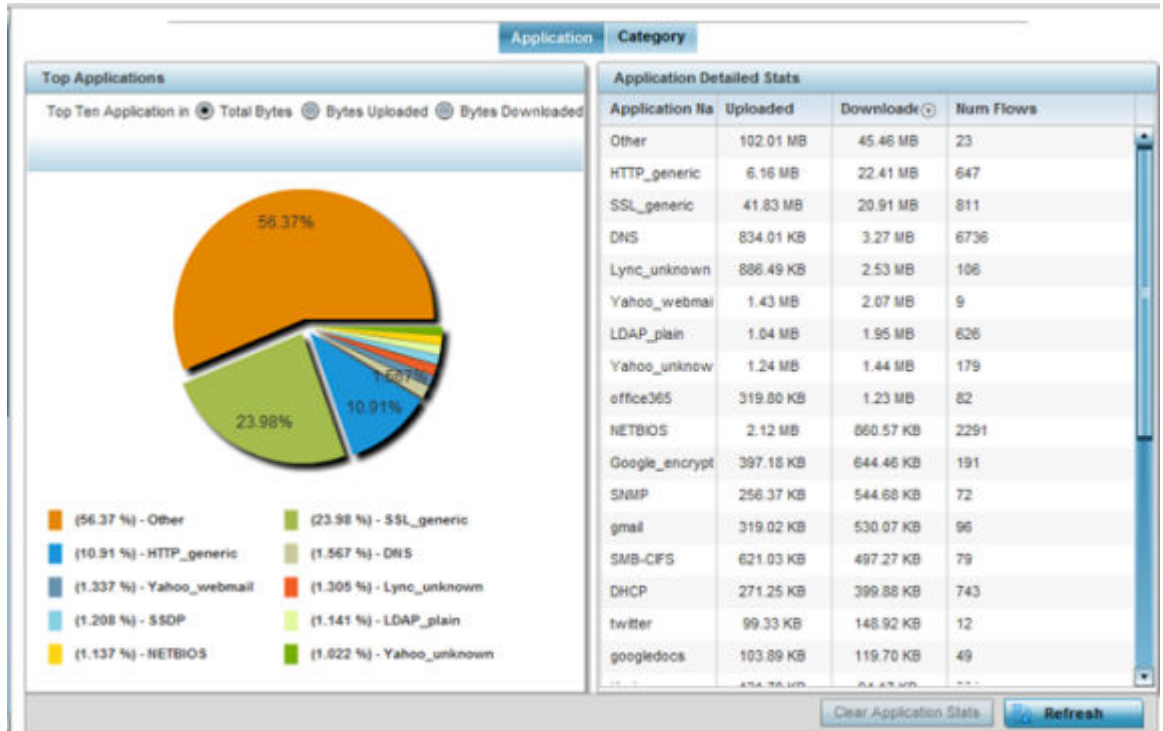 Application Category
Top Applications
Top Ten Application in Total Bytes Bytes Uploaded Bytes Downloaded
56.37%
23.98%
10.91%
1.567%
(56.37 %) - Other (23.98 %) - SSL_generic
(10.91 %) - HTTP_generic (1.567 %) - DNS
(1.337 %) - Yahoo_webmail (1.305 %) - Lync_unknown
(1.208 %) - SSDP (1.141 %) - LDAP_plain
(1.137 %) - NETBIOS (1.022 %) - Yahoo_unknown
Application Detailed Stats
Application Na Uploaded Downloade Num Flows
Other 102.01 MB 45.46 MB 23
HTTP_generic 6.16 MB 22.41 MB 647
SSL_generic 41.83 MB 20.91 MB 811
DNS 834.01 KB 3.27 MB 6736
Lync_unknown 886.49 KB 2.53 MB 106
Yahoo_webmai 1.43 MB 2.07 MB 9
LDAP_plain 1.04 MB 1.95 MB 626
Yahoo_unknow 1.24 MB 1.44 MB 179
office365 319.80 KB 1.23 MB 82
NETBIOS 2.12 MB 860.57 KB 2291
Google_encrypt 397.18 KB 644.46 KB 191
SNMP 256.37 KB 544.68 KB 72
gmail 319.02 KB 530.07 KB 96
SMB-CIFS 621.03 KB 497.27 KB 79
DHCP 271.25 KB 399.88 KB 743
twitter 99.33 KB 148.92 KB 12
googledocs 103.89 KB 119.70 KB 49
Clear Application Stats Refresh